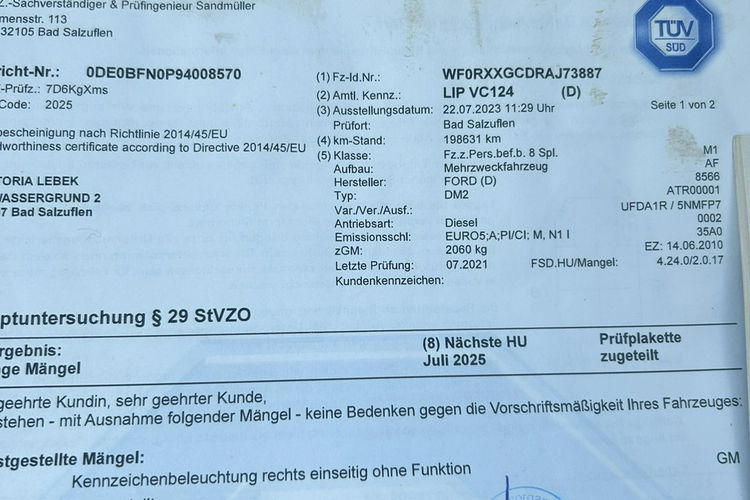 Z.-Sachverständiger & Prüfingenieur Sandmüller
mensstr. 113
32105 Bad Salzuflen
TÜV
SÜD
richt-Nr.: 0DE0BFN0P94008570
-Prüfz.: 7D6KgXms
Code: 2025
bescheinigung nach Richtlinie 2014/45/EU
dworthiness certificate according to Directive 2014/45/EU
TORIA LEBEK
WASSERGRUND 2
7 Bad Salzuflen
(1) Fz-Id.Nr.: WF0RXXGCDRAJ73887
(2) Amtl. Kennz.: LIP VC124 (D)
(3) Ausstellungsdatum: 22.07.2023 11:29 Uhr
Seite 1 von 2
Prüfort: Bad Salzuflen
(4) km-Stand: 198631 km
(5) Klasse: Fz.z.Pers.bef.b. 8 Spl. M1
Aufbau: Mehrzweckfahrzeug AF
Hersteller: FORD (D) 8566
Typ: DM2 ATR00001
Var./Ver./Ausf.: UFDA1R / 5NMFP7
Antriebsart: Diesel 0002
Emissionsschl: EURO5;A;PI/CI; M, N1 I 35A0
zGM: 2060 kg EZ: 14.06.2010
Letzte Prüfung: 07.2021 FSD.HU/Mangel: 4.24.0/2.0.17
Kundenkennzeichen:
ptuntersuchung § 29 StVZO
rgebnis:
ge Mängel
(8) Nächste HU
Juli 2025
Prüfplakette
zugeteilt
geehrte Kundin, sehr geehrter Kunde,
stehen - mit Ausnahme folgender Mängel - keine Bedenken gegen die Vorschriftsmäßigkeit Ihres Fahrzeuges:
stgestellte Mängel: GM
Kennzeichenbeleuchtung rechts einseitig ohne Funktion